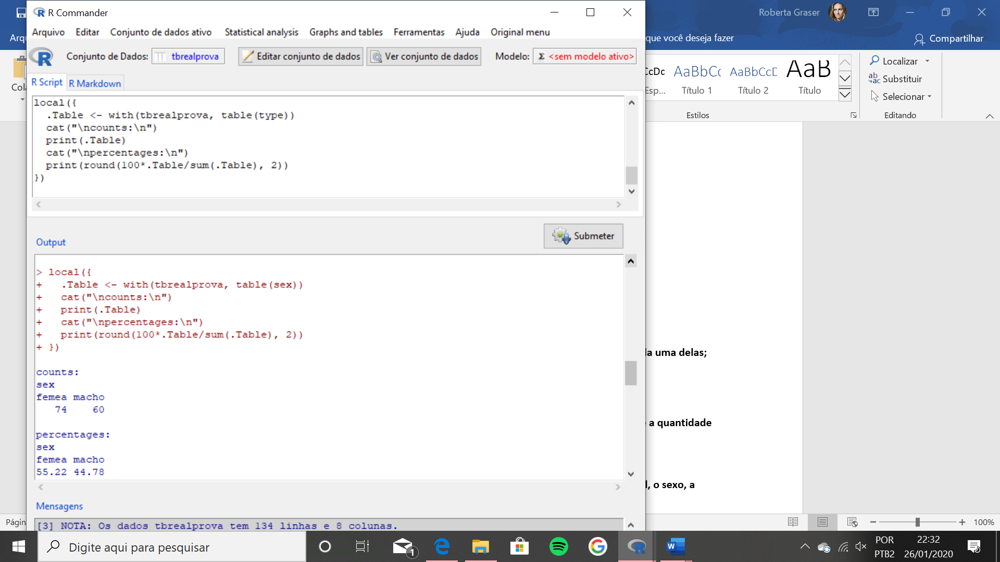 R Commander
Arquivo Editar Conjunto de dados ativo Statistical analysis Graphs and tables Ferramentas Ajuda Original menu
Conjunto de Dados: tbrealprova Editar conjunto de dados Ver conjunto de dados Modelo: Σ <sem modelo ativo>
R Script R Markdown
local({
  .Table <- with(tbrealprova, table(type))
  cat("\ncounts:\n")
  print(.Table)
  cat("\npercentages:\n")
  print(round(100*.Table/sum(.Table), 2))
})
Submeter
Output
> local({
+   .Table <- with(tbrealprova, table(sex))
+   cat("\ncounts:\n")
+   print(.Table)
+   cat("\npercentages:\n")
+   print(round(100*.Table/sum(.Table), 2))
+ })
counts:
sex
femea macho
   74    60
percentages:
sex
femea macho
55.22 44.78
Mensagens
[3] NOTA: Os dados tbrealprova tem 134 linhas e 8 colunas.
Roberta Graser
que você deseja fazer
Compartilhar
AaBbCc AaBbCcD AaB
Esp... Título 1 Título 2 Título
Estilos
Localizar
Substituir
Selecionar
Editando
uma delas;
a quantidade
o sexo, a
100%
Digite aqui para pesquisar
1
POR
PTB2
22:32
26/01/2020